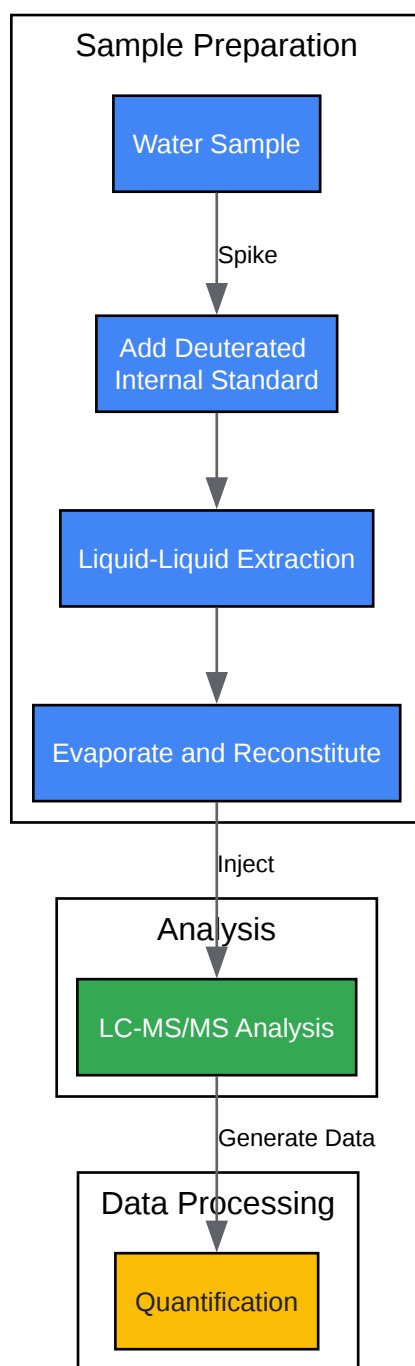 Sample Preparation
Water Sample
Spike
Add Deuterated
Internal Standard
Liquid-Liquid Extraction
Evaporate and Reconstitute
Inject
Analysis
LC-MS/MS Analysis
Generate Data
Data Processing
Quantification